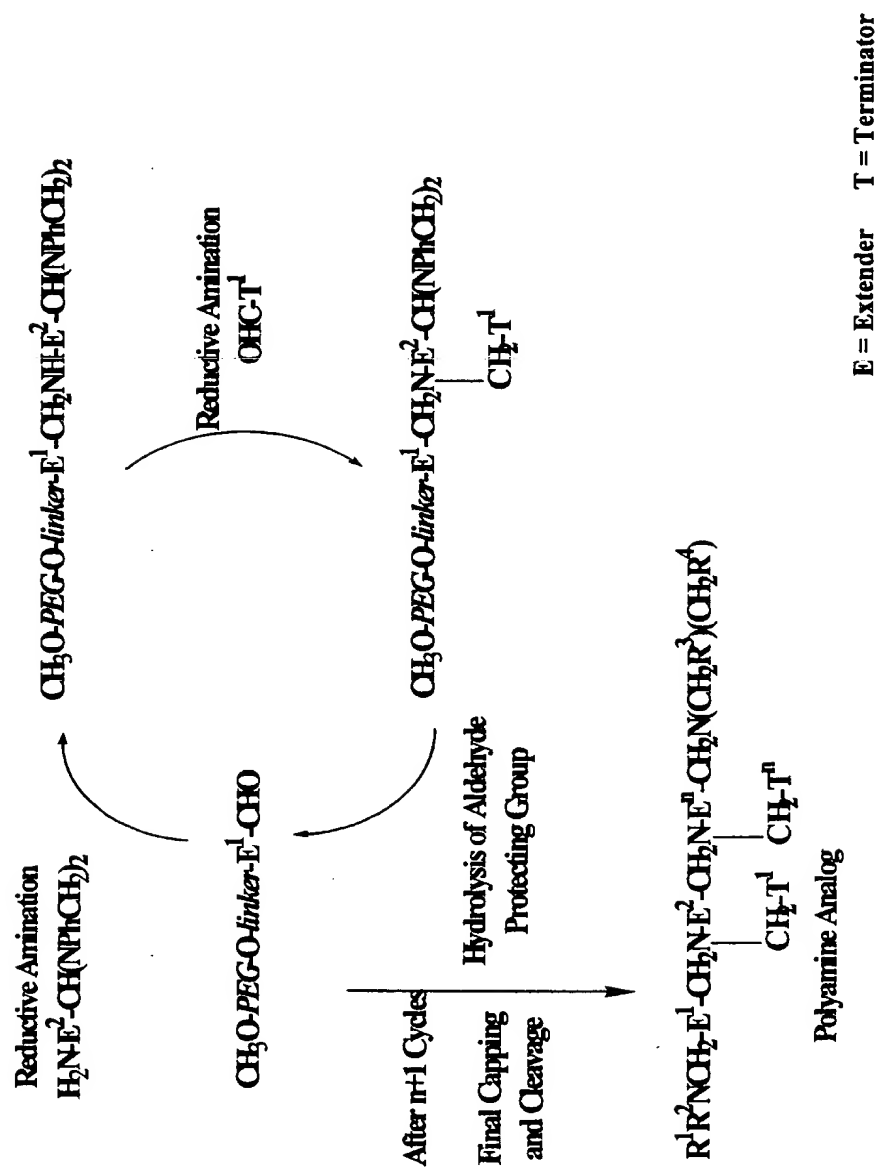 Reductive Amination
H₂N-E²-CH(NPhCH₂)₂
CH₃O-PEG-O-linker-E¹-CH₂NH-E²-CH(NPhCH₂)₂
Reductive Amination
OHC-T¹
CH₃O-PEG-O-linker-E¹-CHO
CH₃O-PEG-O-linker-E¹-CH₂N-E²-CH(NPhCH₂)₂
CH₂-T¹
Hydrolysis of Aldehyde
Protecting Group
After n+1 Cycles
Final Capping
and Cleavage
R¹R²NCH₂-E¹-CH₂N-E²-CH₂N-Eⁿ-CH₂N(CH₂R³)(CH₂R⁴)
CH₂-T¹
CH₂-Tⁿ
Polyamine Analog
E = Extender T = Terminator